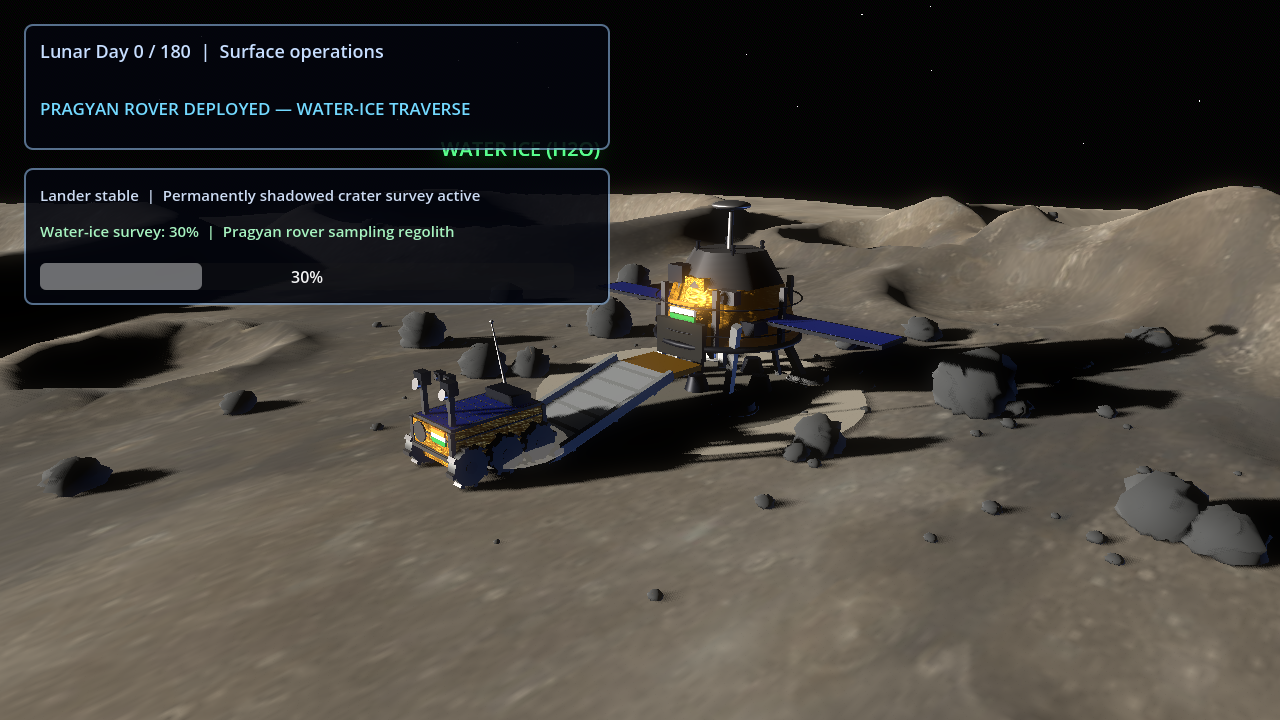 Lunar Day 0 / 180 | Surface operations
PRAGYAN ROVER DEPLOYED — WATER-ICE TRAVERSE
WATER ICE (H2O)
Lander stable | Permanently shadowed crater survey active
Water-ice survey: 30% | Pragyan rover sampling regolith
30%